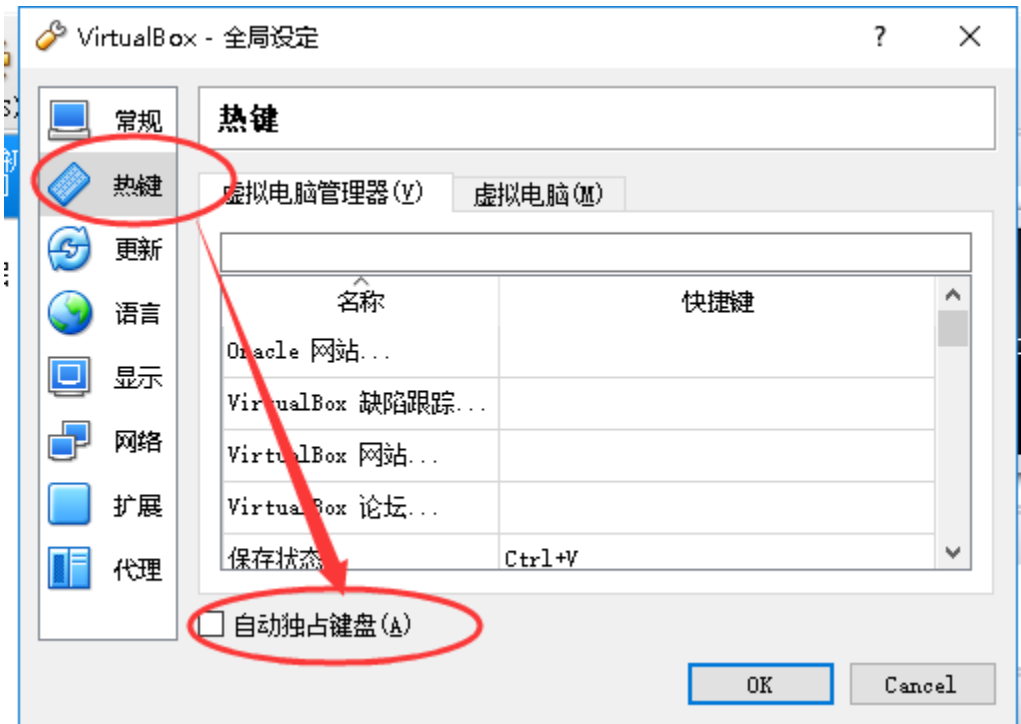 VirtualBox - 全局设定
?
常规
热键
更新
语言
显示
网络
扩展
代理
热键
虚拟电脑管理器(V)
虚拟电脑(M)
名称 快捷键
Oracle 网站...
VirtualBox 缺陷跟踪...
VirtualBox 网站...
VirtualBox 论坛...
保存状态 Ctrl+V
自动独占键盘(A)
OK Cancel